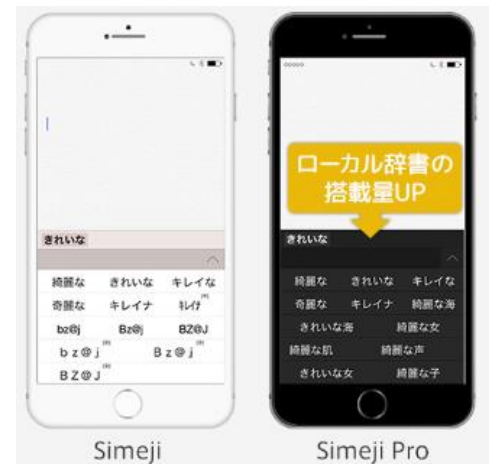 きれいな
綺麗な きれいな キレイな
奇麗な キレイナ ｷﾚｲﾅ
bz@j Bz@j BZ@J
ｂｚ＠ｊ Ｂｚ＠ｊ
ＢＺ＠Ｊ
Simeji
ローカル辞書の
搭載量UP
きれいな
綺麗な きれいな キレイな
奇麗な キレイナ 綺麗な海
きれいな海 綺麗な女
綺麗な肌 綺麗な声
きれいな女 綺麗な子
Simeji Pro